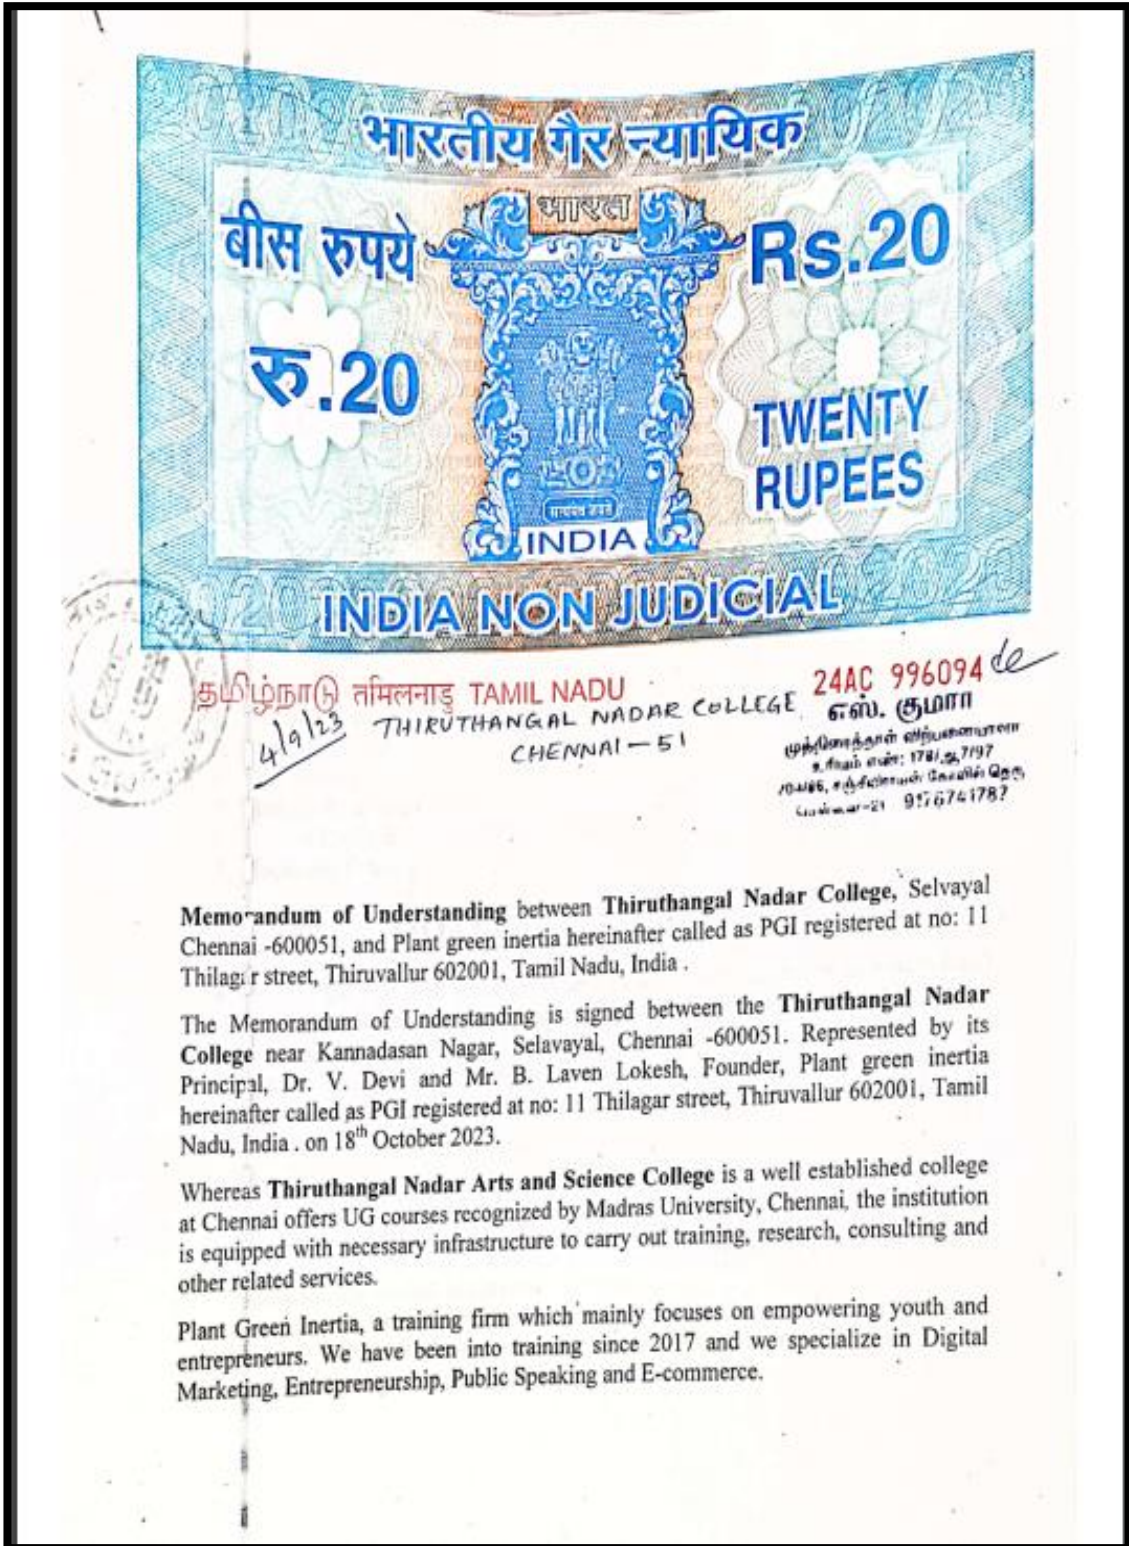 भारतीय गैर न्यायिक
भारत
बीस रुपये
Rs.20
रु.20
TWENTY
RUPEES
सत्यमेव जयते
INDIA
INDIA NON JUDICIAL
தமிழ்நாடு तमिलनाडु TAMIL NADU
24AC 996094
4/9/23
THIRUTHANGAL NADAR COLLEGE
CHENNAI - 51
எஸ். குமார்
முத்திரைத்தாள் விற்பனையாளர்
Memorandum of Understanding between Thiruthangal Nadar College, Selvayal
Chennai -600051, and Plant green inertia hereinafter called as PGI registered at no: 11
Thilagar street, Thiruvallur 602001, Tamil Nadu, India .
The Memorandum of Understanding is signed between the Thiruthangal Nadar
College near Kannadasan Nagar, Selavayal, Chennai -600051. Represented by its
Principal, Dr. V. Devi and Mr. B. Laven Lokesh, Founder, Plant green inertia
hereinafter called as PGI registered at no: 11 Thilagar street, Thiruvallur 602001, Tamil
Nadu, India . on 18th October 2023.
Whereas Thiruthangal Nadar Arts and Science College is a well established college
at Chennai offers UG courses recognized by Madras University, Chennai, the institution
is equipped with necessary infrastructure to carry out training, research, consulting and
other related services.
Plant Green Inertia, a training firm which mainly focuses on empowering youth and
entrepreneurs. We have been into training since 2017 and we specialize in Digital
Marketing, Entrepreneurship, Public Speaking and E-commerce.